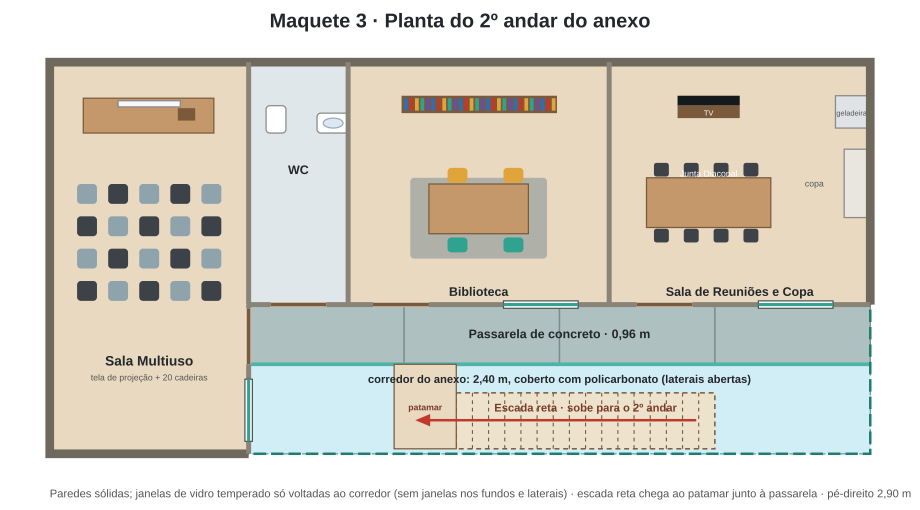 Maquete 3 · Planta do 2º andar do anexo
TV
geladeira
WC
Junta Diaconal
copa
Biblioteca
Sala de Reuniões e Copa
Passarela de concreto · 0,96 m
Sala Multiuso
tela de projeção + 20 cadeiras
corredor do anexo: 2,40 m, coberto com policarbonato (laterais abertas)
patamar
Escada reta · sobe para o 2º andar
Paredes sólidas; janelas de vidro temperado só voltadas ao corredor (sem janelas nos fundos e laterais) · escada reta chega ao patamar junto à passarela · pé-direito 2,90 m